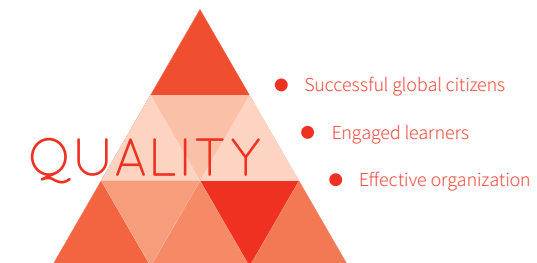 Successful global citizens
Engaged learners
QUALITY
Effective organization